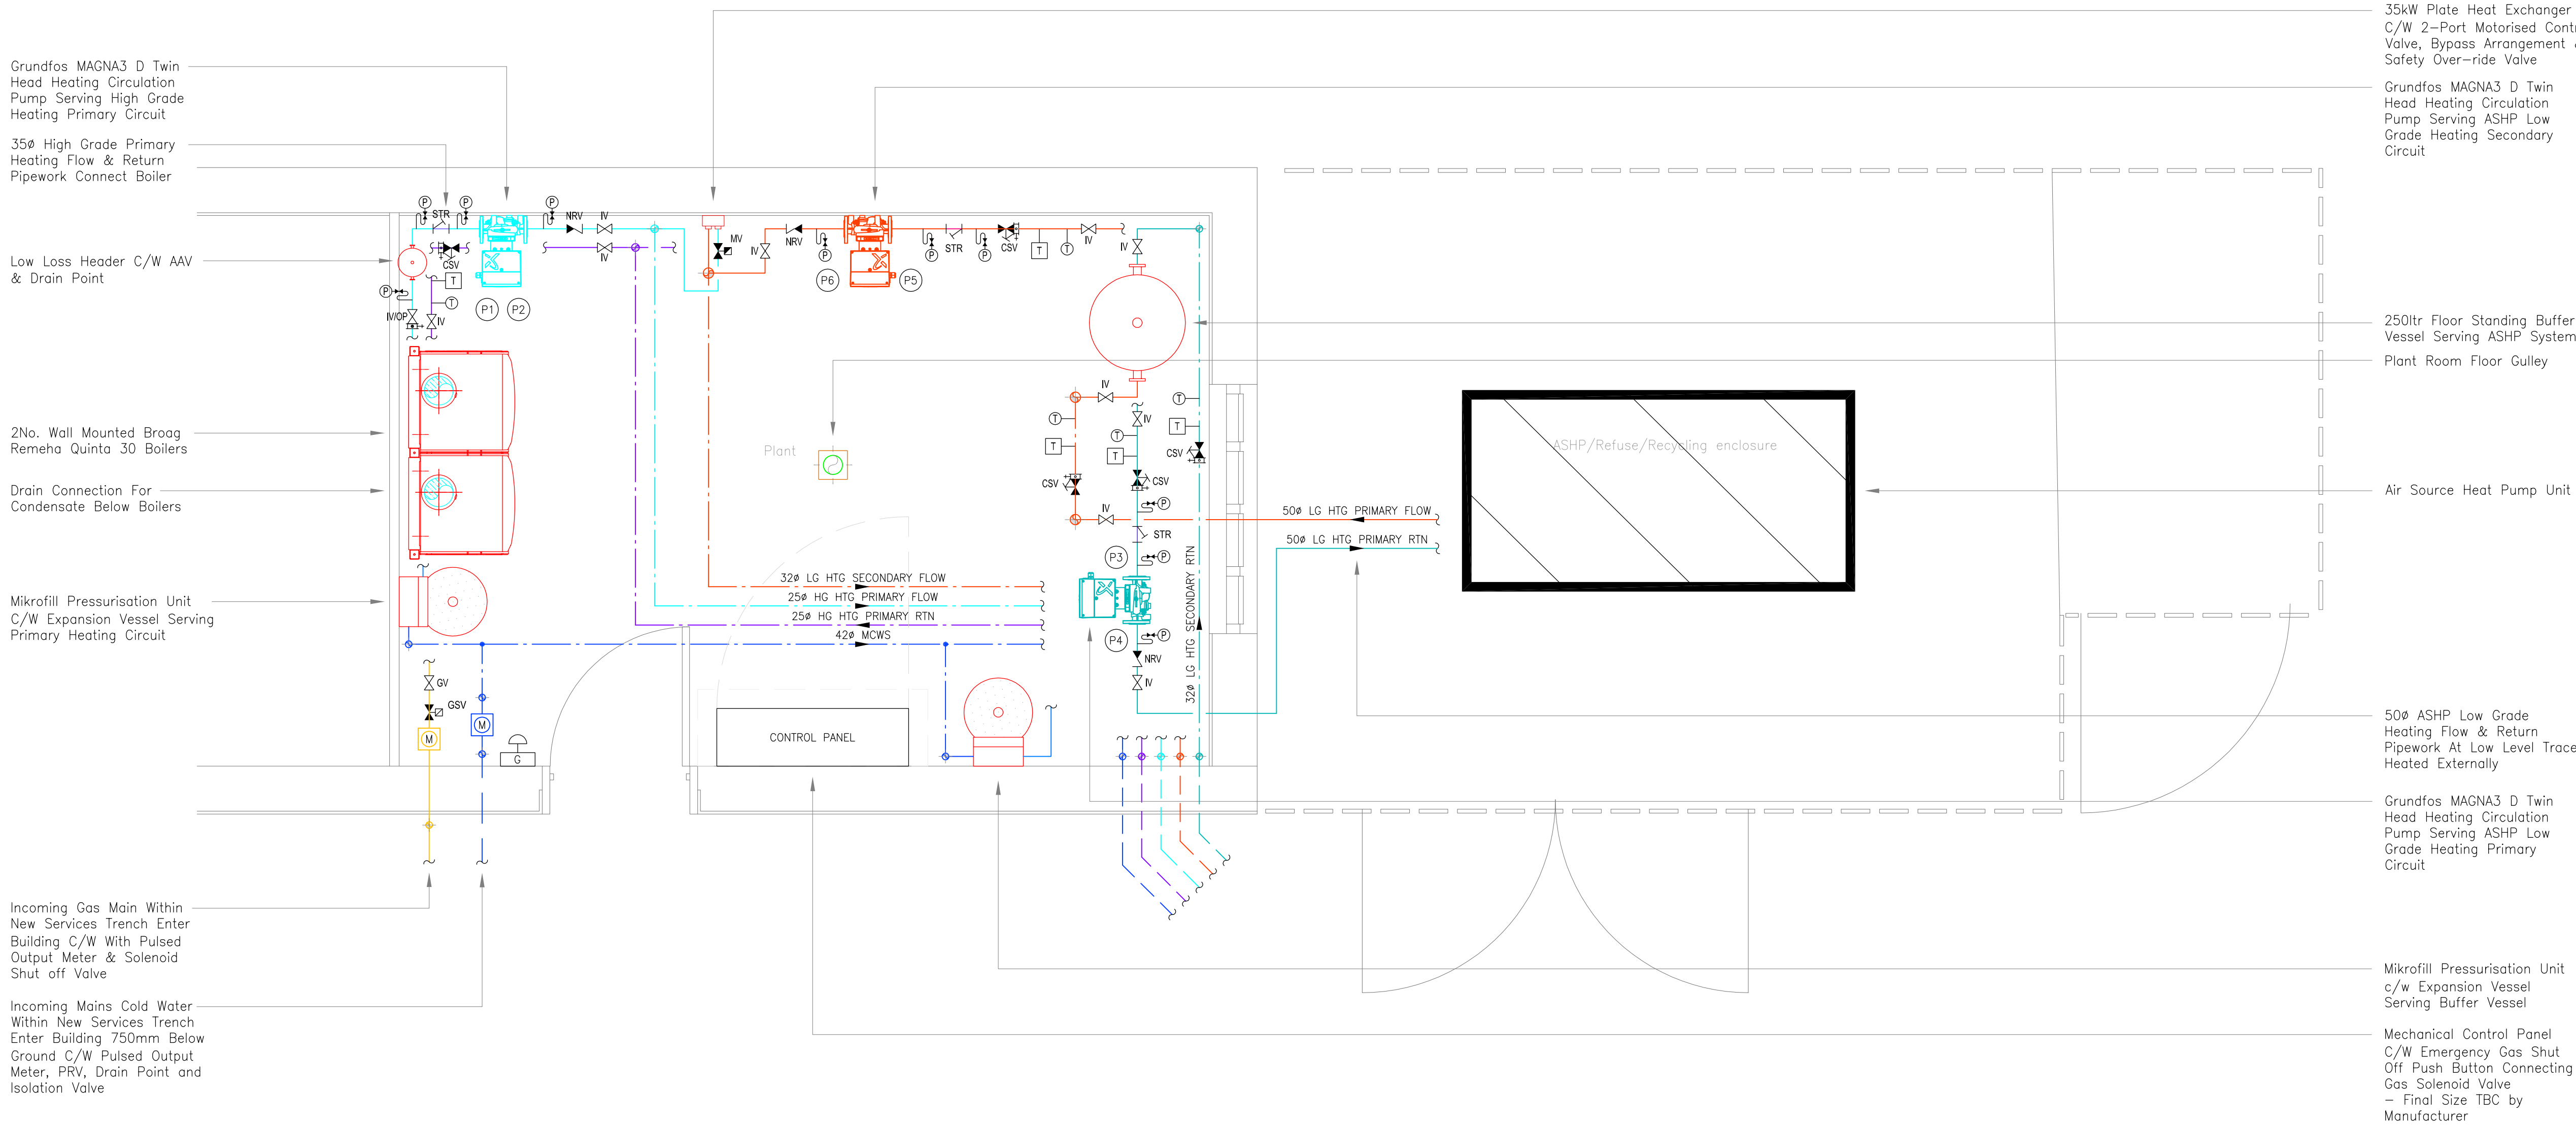 Grundfos MAGNA3 D Twin
Head Heating Circulation
Pump Serving High Grade
Heating Primary Circuit
35ø High Grade Primary
Heating Flow & Return
Pipework Connect Boiler
Low Loss Header C/W AAV
& Drain Point
2No. Wall Mounted Broag
Remeha Quinta 30 Boilers
Drain Connection For
Condensate Below Boilers
Mikrofill Pressurisation Unit
C/W Expansion Vessel Serving
Primary Heating Circuit
Incoming Gas Main Within
New Services Trench Enter
Building C/W With Pulsed
Output Meter & Solenoid
Shut off Valve
Incoming Mains Cold Water
Within New Services Trench
Enter Building 750mm Below
Ground C/W Pulsed Output
Meter, PRV, Drain Point and
Isolation Valve
P
P
P
STR
NRV
IV
CSV
IV
T
P
T
IV/OP
IV
P1
P2
MV
IV
NRV
P
P6
P5
P
STR
P
CSV
T
T
IV
IV
Plant
IV
T
T
CSV
IV
IV
T
T
CSV
P
STR
P
P3
P4
P
NRV
IV
T
T
CSV
50ø LG HTG PRIMARY FLOW
50ø LG HTG PRIMARY RTN
32ø LG HTG SECONDARY RTN
32ø LG HTG SECONDARY FLOW
25ø HG HTG PRIMARY FLOW
25ø HG HTG PRIMARY RTN
42ø MCWS
GV
GSV
M
M
G
CONTROL PANEL
ASHP/Refuse/Recycling enclosure
35kW Plate Heat Exchanger
C/W 2-Port Motorised Cont
Valve, Bypass Arrangement
Safety Over-ride Valve
Grundfos MAGNA3 D Twin
Head Heating Circulation
Pump Serving ASHP Low
Grade Heating Secondary
Circuit
250ltr Floor Standing Buffer
Vessel Serving ASHP System
Plant Room Floor Gulley
Air Source Heat Pump Unit
50ø ASHP Low Grade
Heating Flow & Return
Pipework At Low Level Trace
Heated Externally
Grundfos MAGNA3 D Twin
Head Heating Circulation
Pump Serving ASHP Low
Grade Heating Primary
Circuit
Mikrofill Pressurisation Unit
c/w Expansion Vessel
Serving Buffer Vessel
Mechanical Control Panel
C/W Emergency Gas Shut
Off Push Button Connecting
Gas Solenoid Valve
- Final Size TBC by
Manufacturer